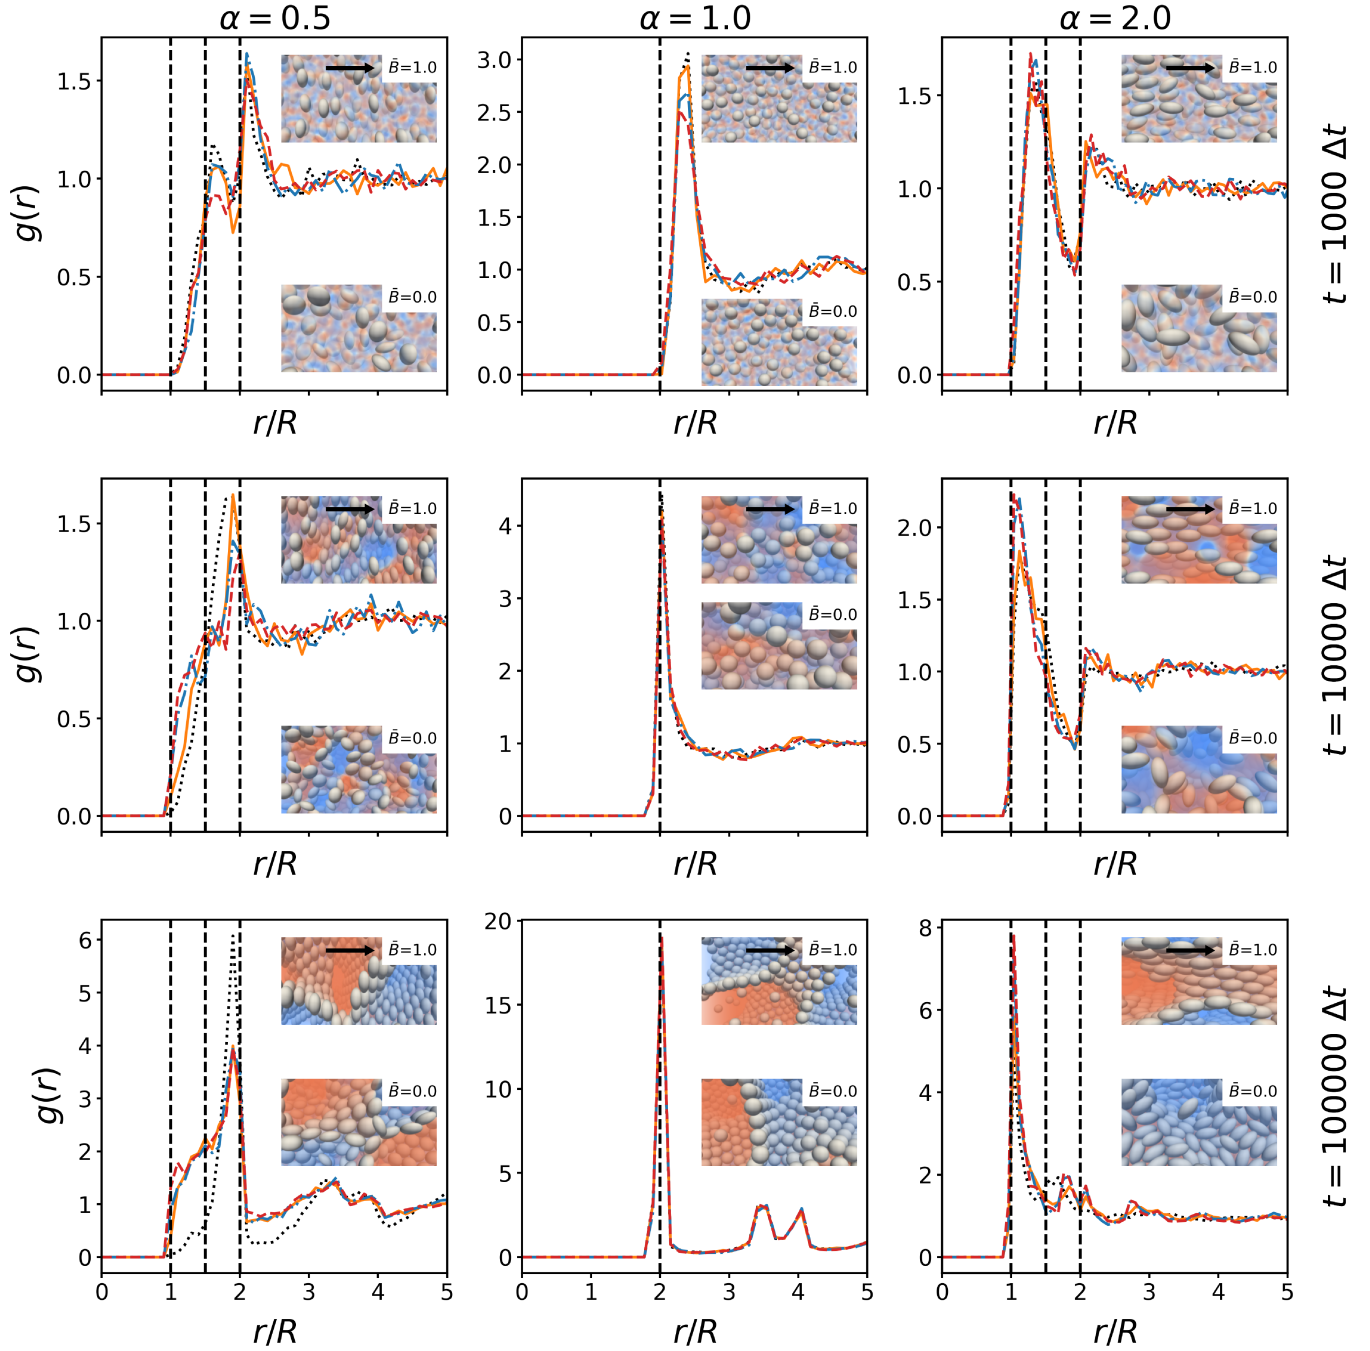 α = 0.5
α = 1.0
α = 2.0
g(r)
1.5
1.0
0.5
0.0
B̄=1.0
B̄=0.0
r/R
3.0
2.5
2.0
1.5
1.0
0.5
0.0
B̄=1.0
B̄=0.0
r/R
1.5
1.0
0.5
0.0
B̄=1.0
B̄=0.0
r/R
t = 1000 Δt
g(r)
1.5
1.0
0.5
0.0
B̄=1.0
B̄=0.0
r/R
4
3
2
1
0
B̄=1.0
B̄=0.0
r/R
2.0
1.5
1.0
0.5
0.0
B̄=1.0
B̄=0.0
r/R
t = 10000 Δt
g(r)
6
5
4
3
2
1
0
B̄=1.0
B̄=0.0
0 1 2 3 4 5
r/R
20
15
10
5
0
B̄=1.0
B̄=0.0
0 1 2 3 4 5
r/R
8
6
4
2
0
B̄=1.0
B̄=0.0
0 1 2 3 4 5
r/R
t = 100000 Δt